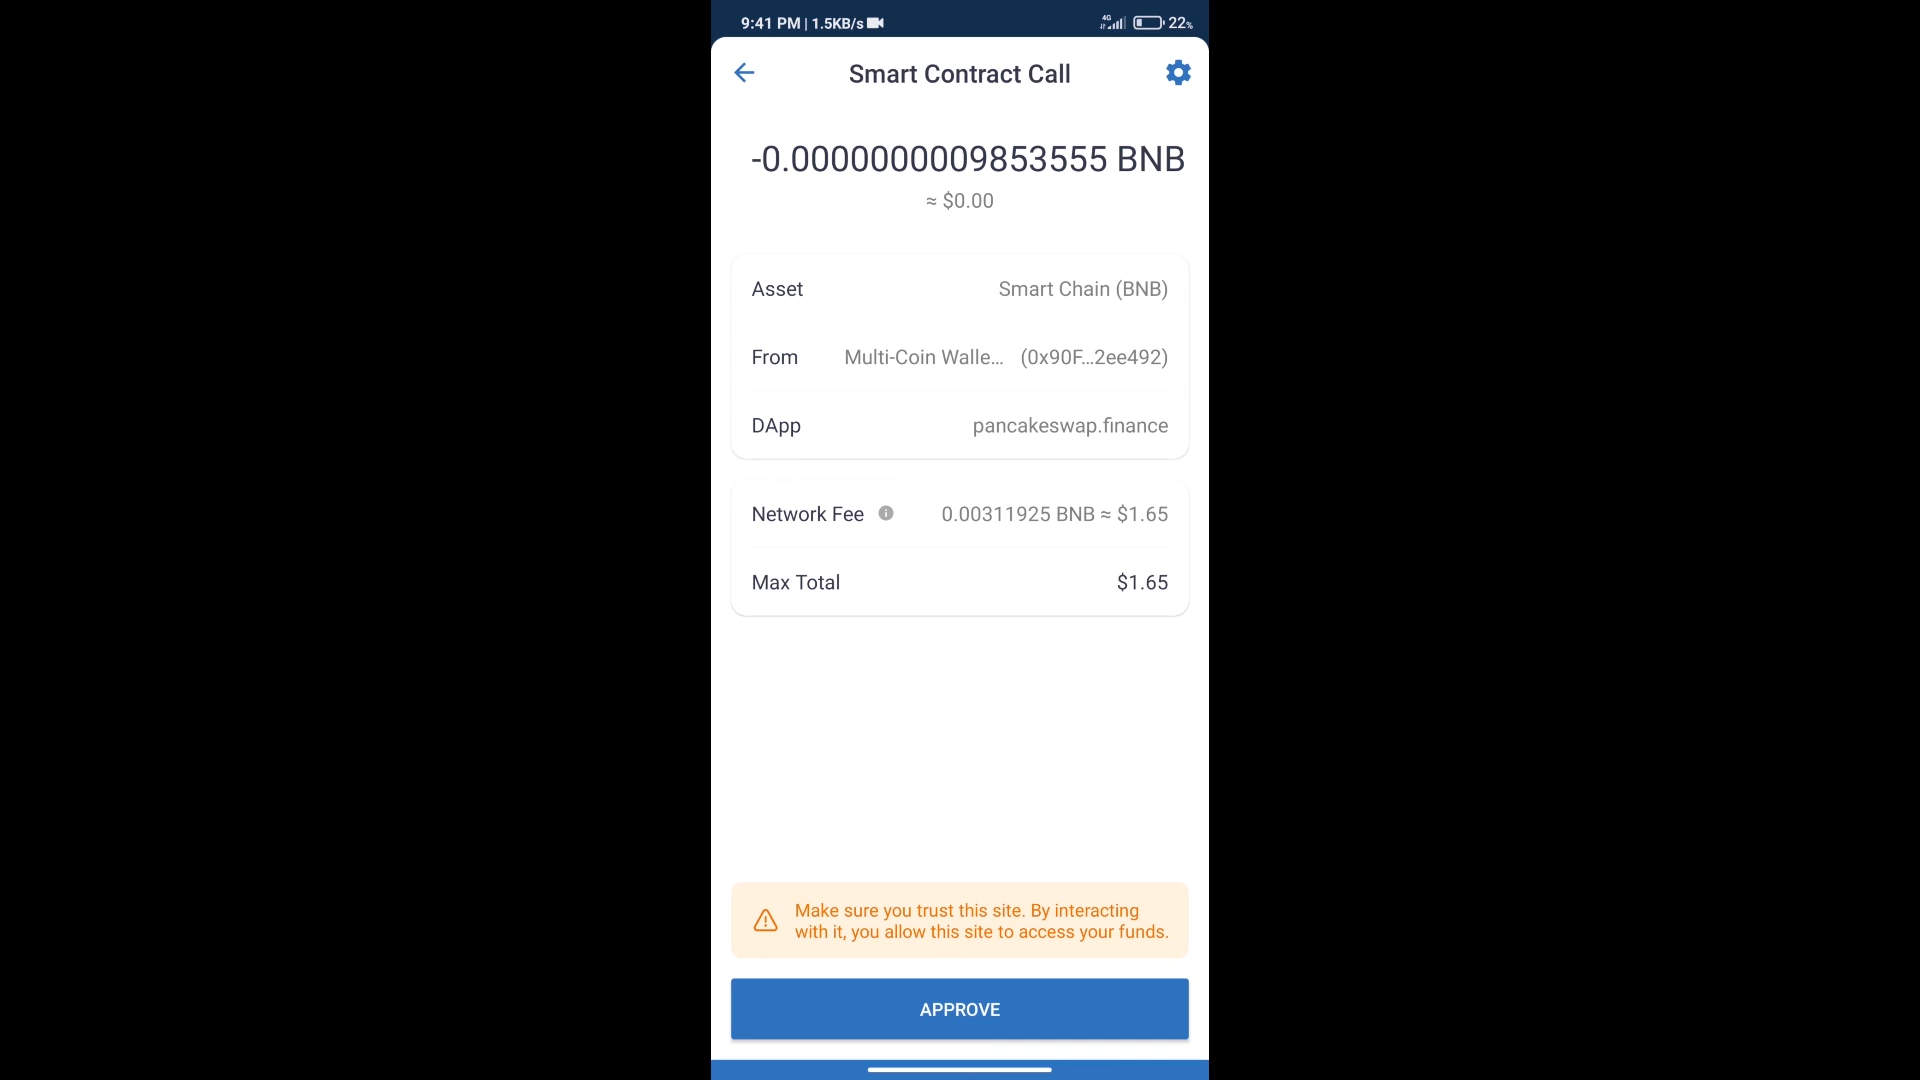 9:41 PM | 1.5KB/s 4G 22%
Smart Contract Call
-0.0000000009853555 BNB
≈ $0.00
Asset Smart Chain (BNB)
From Multi-Coin Walle... (0x90F...2ee492)
DApp pancakeswap.finance
Network Fee 0.00311925 BNB ≈ $1.65
Max Total $1.65
Make sure you trust this site. By interacting
with it, you allow this site to access your funds.
APPROVE